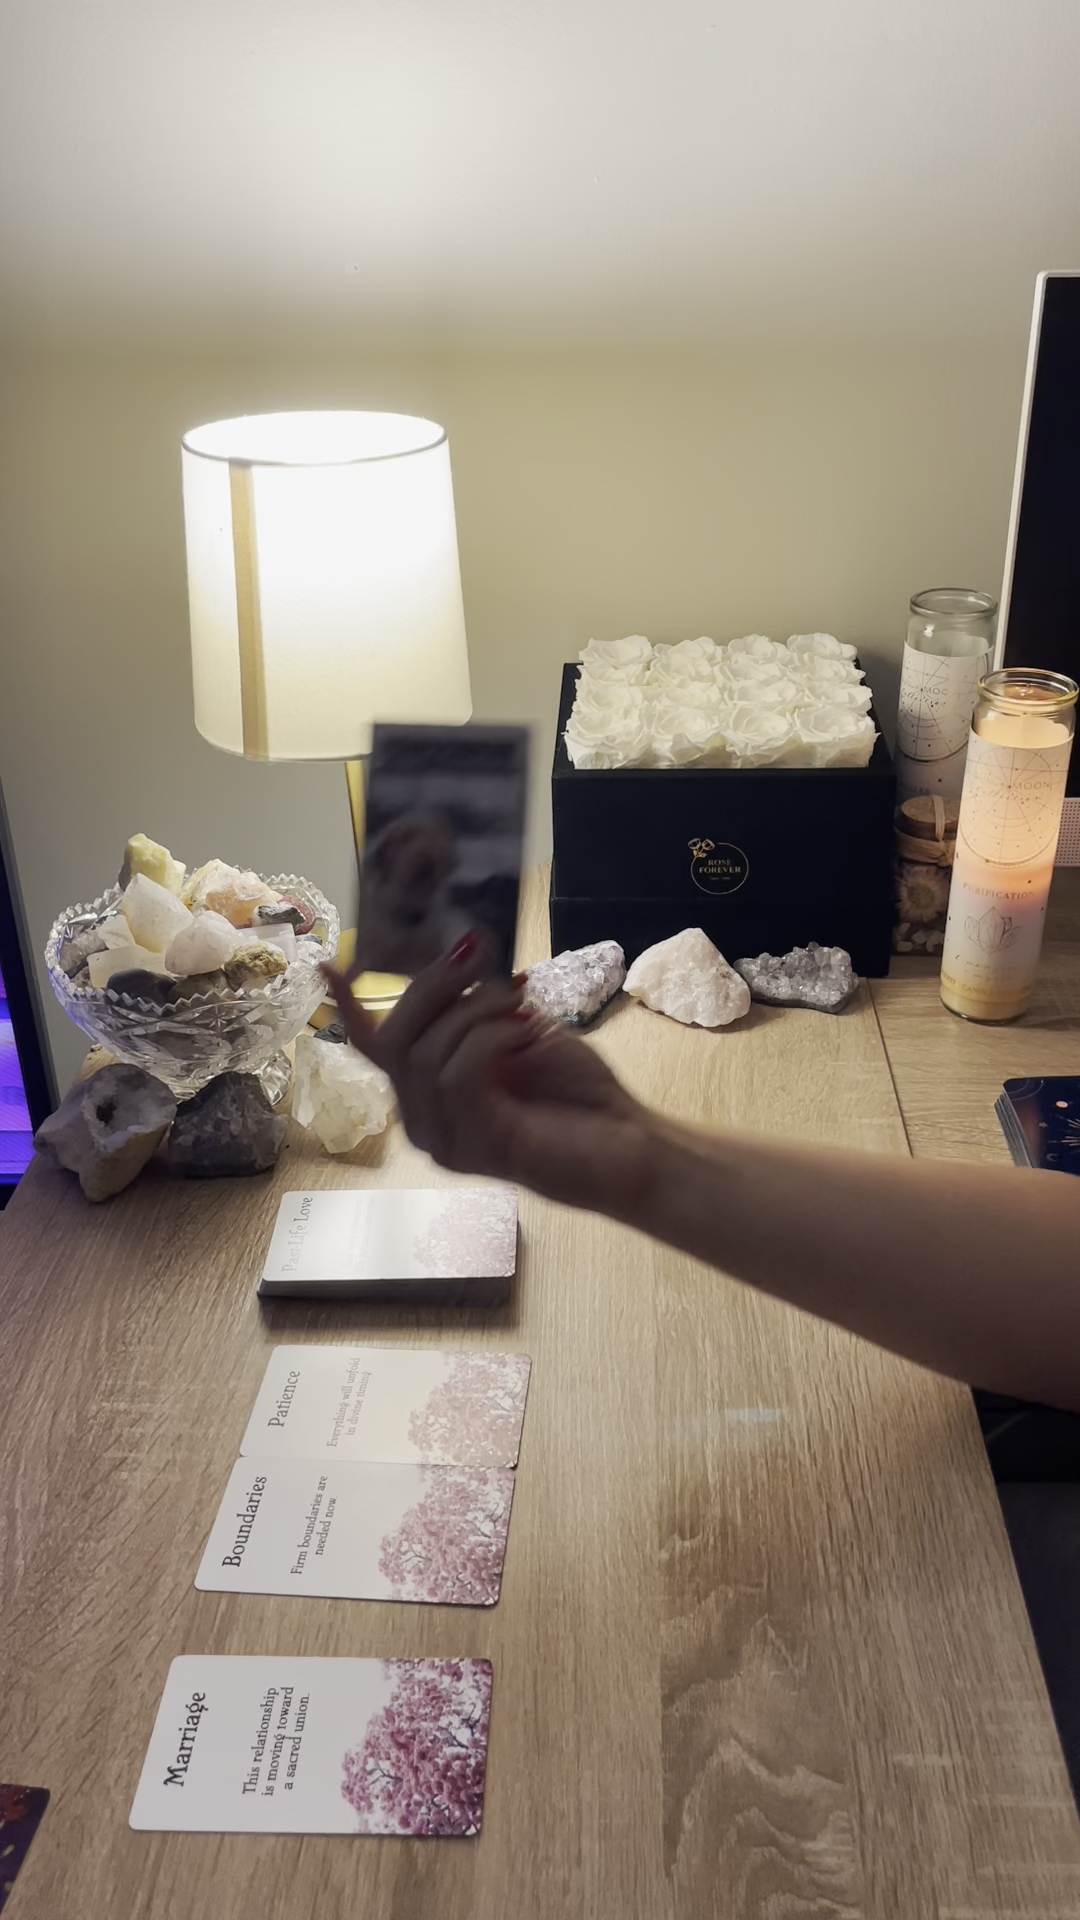 ROSE
FOREVER
MOON
PURIFICATION
Past Life Love
Patience
Everything will unfold
in divine timing
Boundaries
Firm boundaries are
needed now.
Marriage
This relationship
is moving toward
a sacred union.